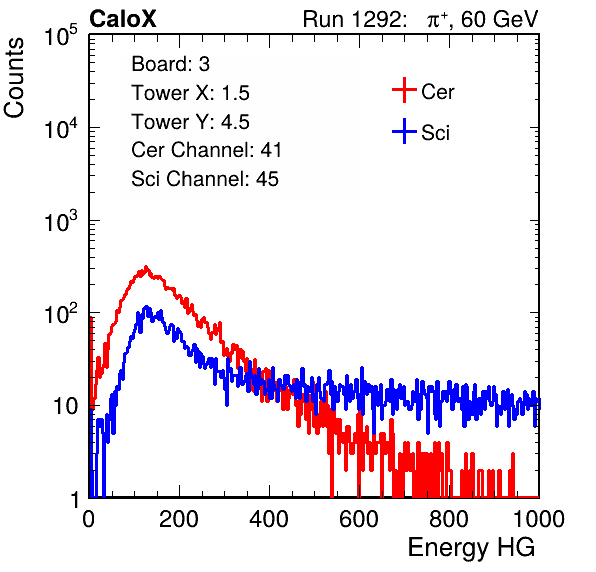 CaloX Run 1292: π⁺, 60 GeV
Counts
10⁵
10⁴
10³
10²
10
1
Board: 3
Tower X: 1.5
Tower Y: 4.5
Cer Channel: 41
Sci Channel: 45
Cer
Sci
0 200 400 600 800 1000
Energy HG